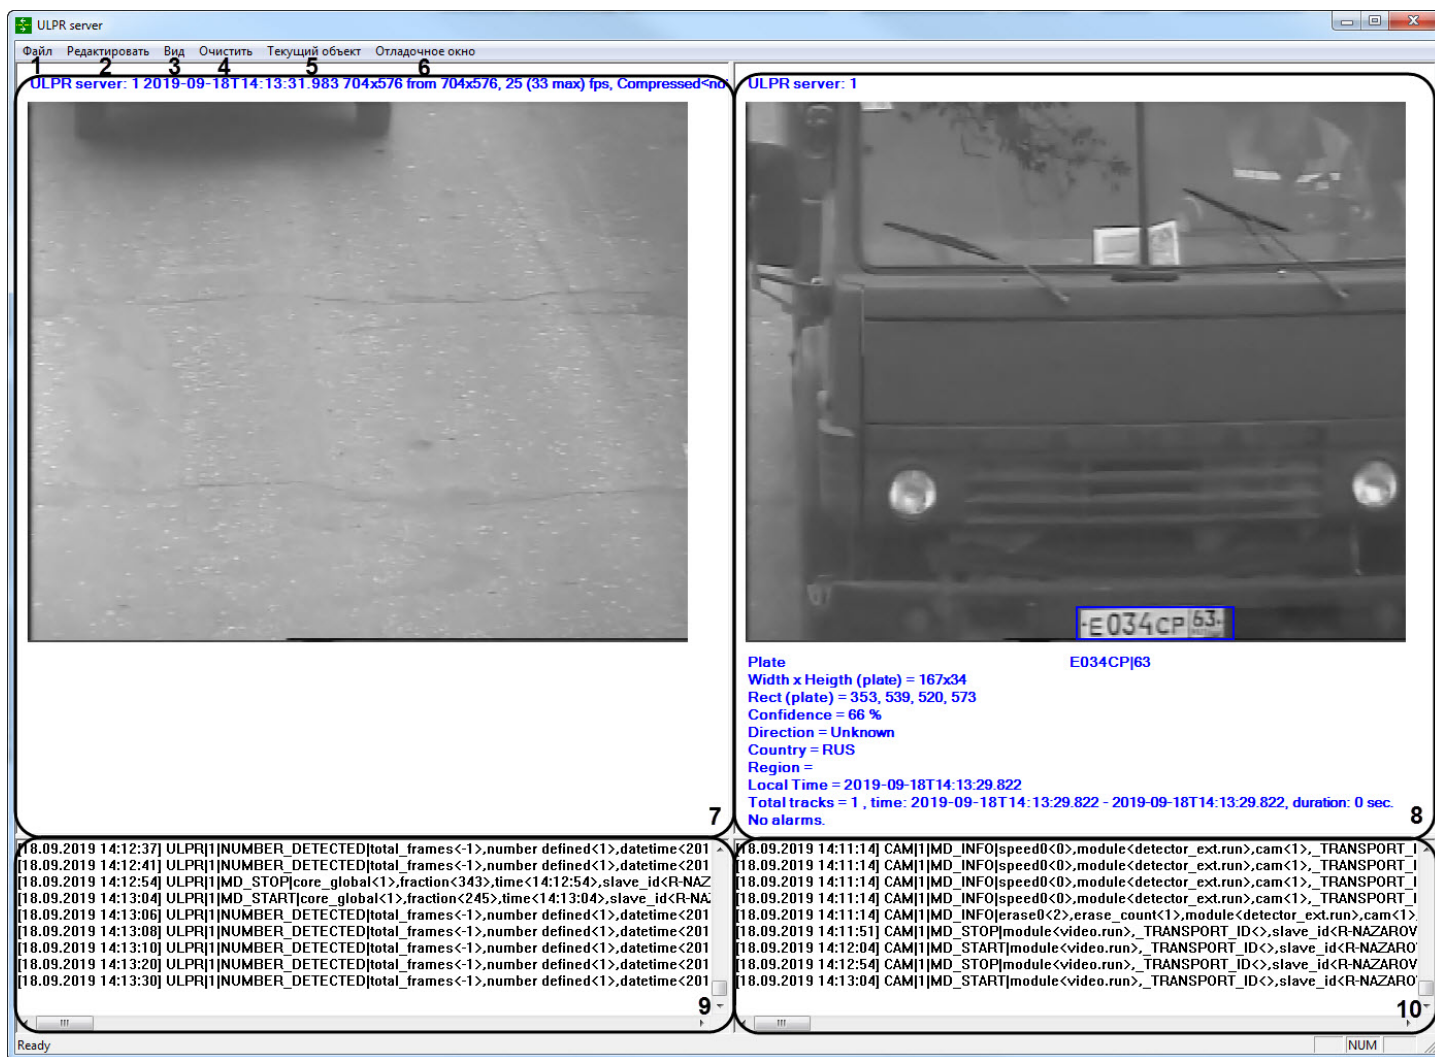 ULPR server
Файл Редактировать Вид Очистить Текущий объект Отладочное окно
1 2 3 4 5 6
ULPR server: 1 2019-09-18T14:13:31.983 704x576 from 704x576, 25 (33 max) fps, Compressed<no
ULPR server: 1
E034CP 63
Plate E034CP|63
Width x Heigth (plate) = 167x34
Rect (plate) = 353, 539, 520, 573
Confidence = 66 %
Direction = Unknown
Country = RUS
Region =
Local Time = 2019-09-18T14:13:29.822
Total tracks = 1 , time: 2019-09-18T14:13:29.822 - 2019-09-18T14:13:29.822, duration: 0 sec.
No alarms.
7
8
[18.09.2019 14:12:37] ULPR|1|NUMBER_DETECTED|total_frames<-1>,number defined<1>,datetime<201
[18.09.2019 14:12:41] ULPR|1|NUMBER_DETECTED|total_frames<-1>,number defined<1>,datetime<201
[18.09.2019 14:12:54] ULPR|1|MD_STOP|core_global<1>,fraction<343>,time<14:12:54>,slave_id<R-NAZ
[18.09.2019 14:13:04] ULPR|1|MD_START|core_global<1>,fraction<245>,time<14:13:04>,slave_id<R-NA
[18.09.2019 14:13:06] ULPR|1|NUMBER_DETECTED|total_frames<-1>,number defined<1>,datetime<201
[18.09.2019 14:13:08] ULPR|1|NUMBER_DETECTED|total_frames<-1>,number defined<1>,datetime<201
[18.09.2019 14:13:10] ULPR|1|NUMBER_DETECTED|total_frames<-1>,number defined<1>,datetime<201
[18.09.2019 14:13:20] ULPR|1|NUMBER_DETECTED|total_frames<-1>,number defined<1>,datetime<201
[18.09.2019 14:13:30] ULPR|1|NUMBER_DETECTED|total_frames<-1>,number defined<1>,datetime<201
9
[18.09.2019 14:11:14] CAM|1|MD_INFO|speed0<0>,module<detector_ext.run>,cam<1>,_TRANSPORT_I
[18.09.2019 14:11:14] CAM|1|MD_INFO|speed0<0>,module<detector_ext.run>,cam<1>,_TRANSPORT_I
[18.09.2019 14:11:14] CAM|1|MD_INFO|speed0<0>,module<detector_ext.run>,cam<1>,_TRANSPORT_I
[18.09.2019 14:11:14] CAM|1|MD_INFO|speed0<0>,module<detector_ext.run>,cam<1>,_TRANSPORT_I
[18.09.2019 14:11:14] CAM|1|MD_INFO|erase0<2>,erase_count<1>,module<detector_ext.run>,cam<1>,
[18.09.2019 14:11:51] CAM|1|MD_STOP|module<video.run>,_TRANSPORT_ID<>,slave_id<R-NAZAROV
[18.09.2019 14:12:04] CAM|1|MD_START|module<video.run>,_TRANSPORT_ID<>,slave_id<R-NAZARO
[18.09.2019 14:12:54] CAM|1|MD_STOP|module<video.run>,_TRANSPORT_ID<>,slave_id<R-NAZAROV
[18.09.2019 14:13:04] CAM|1|MD_START|module<video.run>,_TRANSPORT_ID<>,slave_id<R-NAZARO
10
Ready NUM